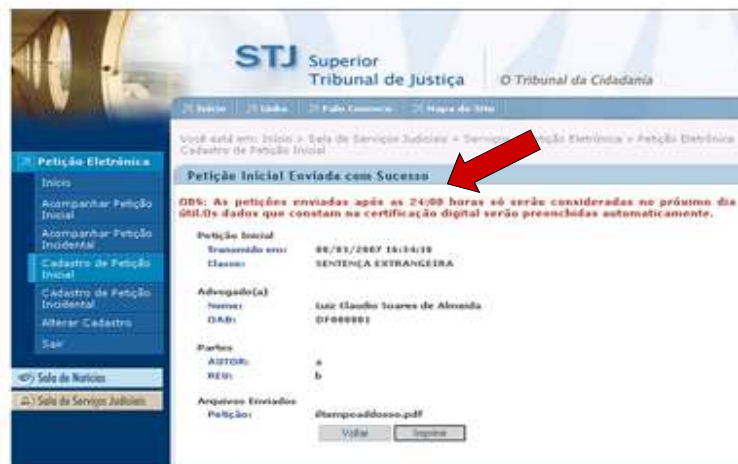 STJ Superior
Tribunal de Justiça
O Tribunal da Cidadania
Início Links Fale Conosco Mapa do Site
Você está em: Início » Sala de Serviços Judiciais » Petição Eletrônica » Petição Eletrônica
Cadastro de Petição Inicial
Petição Eletrônica
Início
Acompanhar Petição
Inicial
Acompanhar Petição
Incidental
Cadastro de Petição
Inicial
Cadastro de Petição
Incidental
Alterar Cadastro
Sair
Sala de Notícias
Sala de Serviços Judiciais
Petição Inicial Enviada com Sucesso
OBS: As petições enviadas após as 24:00 horas só serão consideradas no próximo dia
útil.Os dados que constam na certificação digital serão preenchidas automaticamente.
Petição Inicial
Transmitido em:
Classe: SENTENÇA EXTRANGEIRA
Advogado(a)
Nome: Luiz Claudio Soares de Almeida
OAB: DF000001
Partes
AUTOR: a
REU: b
Arquivos Enviados
Petição:
Voltar Imprimir